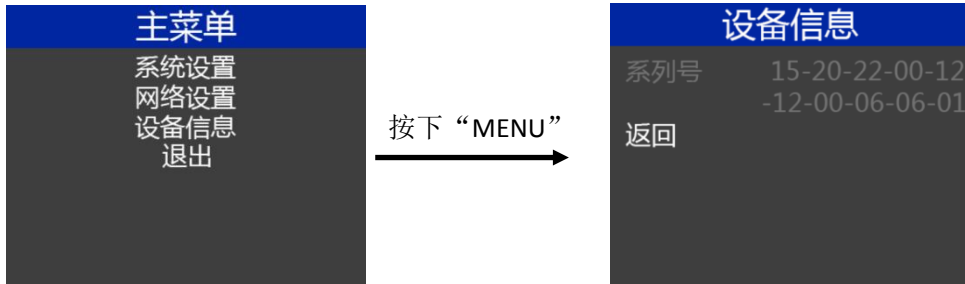 主菜单
系统设置
网络设置
设备信息
退出
按下“MENU”
设备信息
系列号 15-20-22-00-12
-12-00-06-06-01
返回